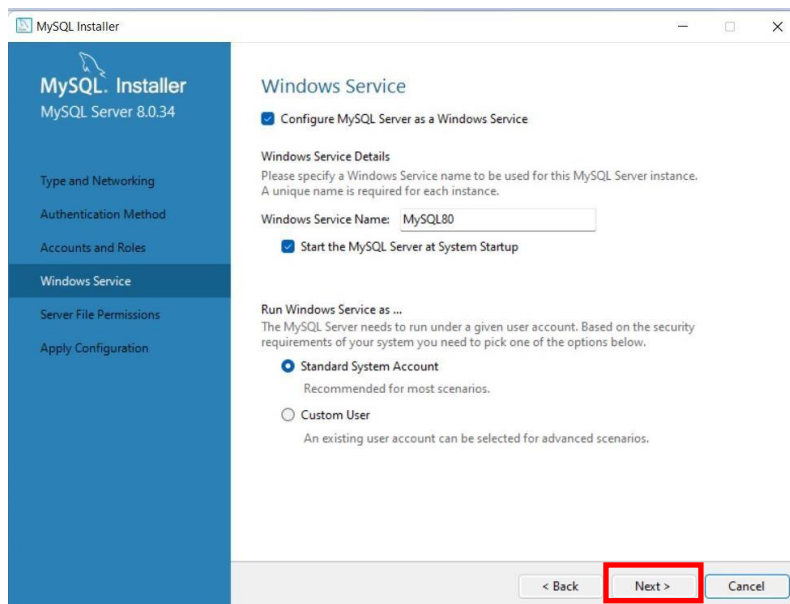 MySQL Installer
MySQL. Installer
MySQL Server 8.0.34
Type and Networking
Authentication Method
Accounts and Roles
Windows Service
Server File Permissions
Apply Configuration
Windows Service
Configure MySQL Server as a Windows Service
Windows Service Details
Please specify a Windows Service name to be used for this MySQL Server instance.
A unique name is required for each instance.
Windows Service Name: MySQL80
Start the MySQL Server at System Startup
Run Windows Service as ...
The MySQL Server needs to run under a given user account. Based on the security
requirements of your system you need to pick one of the options below.
Standard System Account
Recommended for most scenarios.
Custom User
An existing user account can be selected for advanced scenarios.
< Back Next > Cancel